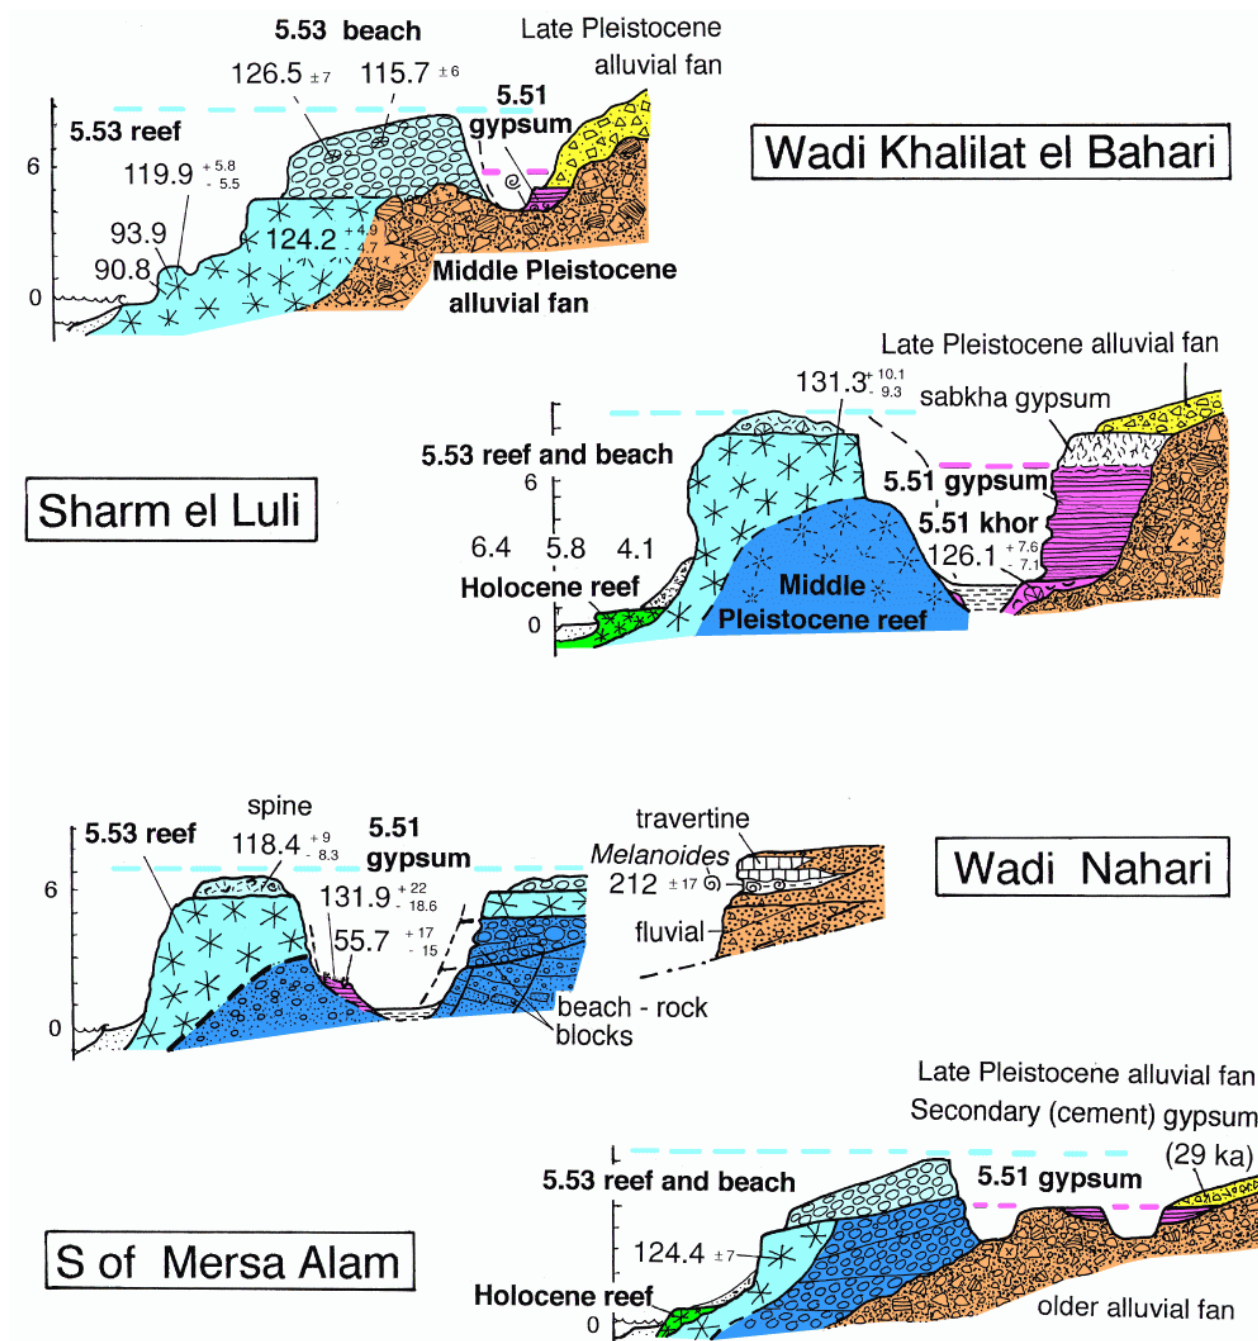 5.53 beach
Late Pleistocene
alluvial fan
126.5 ±7
115.7 ±6
5.51
gypsum
5.53 reef
119.9 + 5.8 - 5.5
6
93.9
90.8
124.2 + 4.9 - 4.7
0
Middle Pleistocene
alluvial fan
Wadi Khalilat el Bahari
Late Pleistocene alluvial fan
131.3 + 10.1 - 9.3
sabkha gypsum
5.53 reef and beach
6
5.51 gypsum
5.51 khor
126.1 + 7.6 - 7.1
6.4 5.8 4.1
Holocene reef
Middle
Pleistocene reef
0
Sharm el Luli
spine
5.53 reef
118.4 + 9 - 8.3
5.51
gypsum
6
131.9 + 22 - 18.6
55.7 + 17 - 15
0
beach - rock
blocks
travertine
Melanoides
212 ± 17
fluvial
Wadi Nahari
Late Pleistocene alluvial fan
Secondary (cement) gypsum
(29 ka)
5.53 reef and beach
5.51 gypsum
124.4 ±7
Holocene reef
0
older alluvial fan
S of Mersa Alam